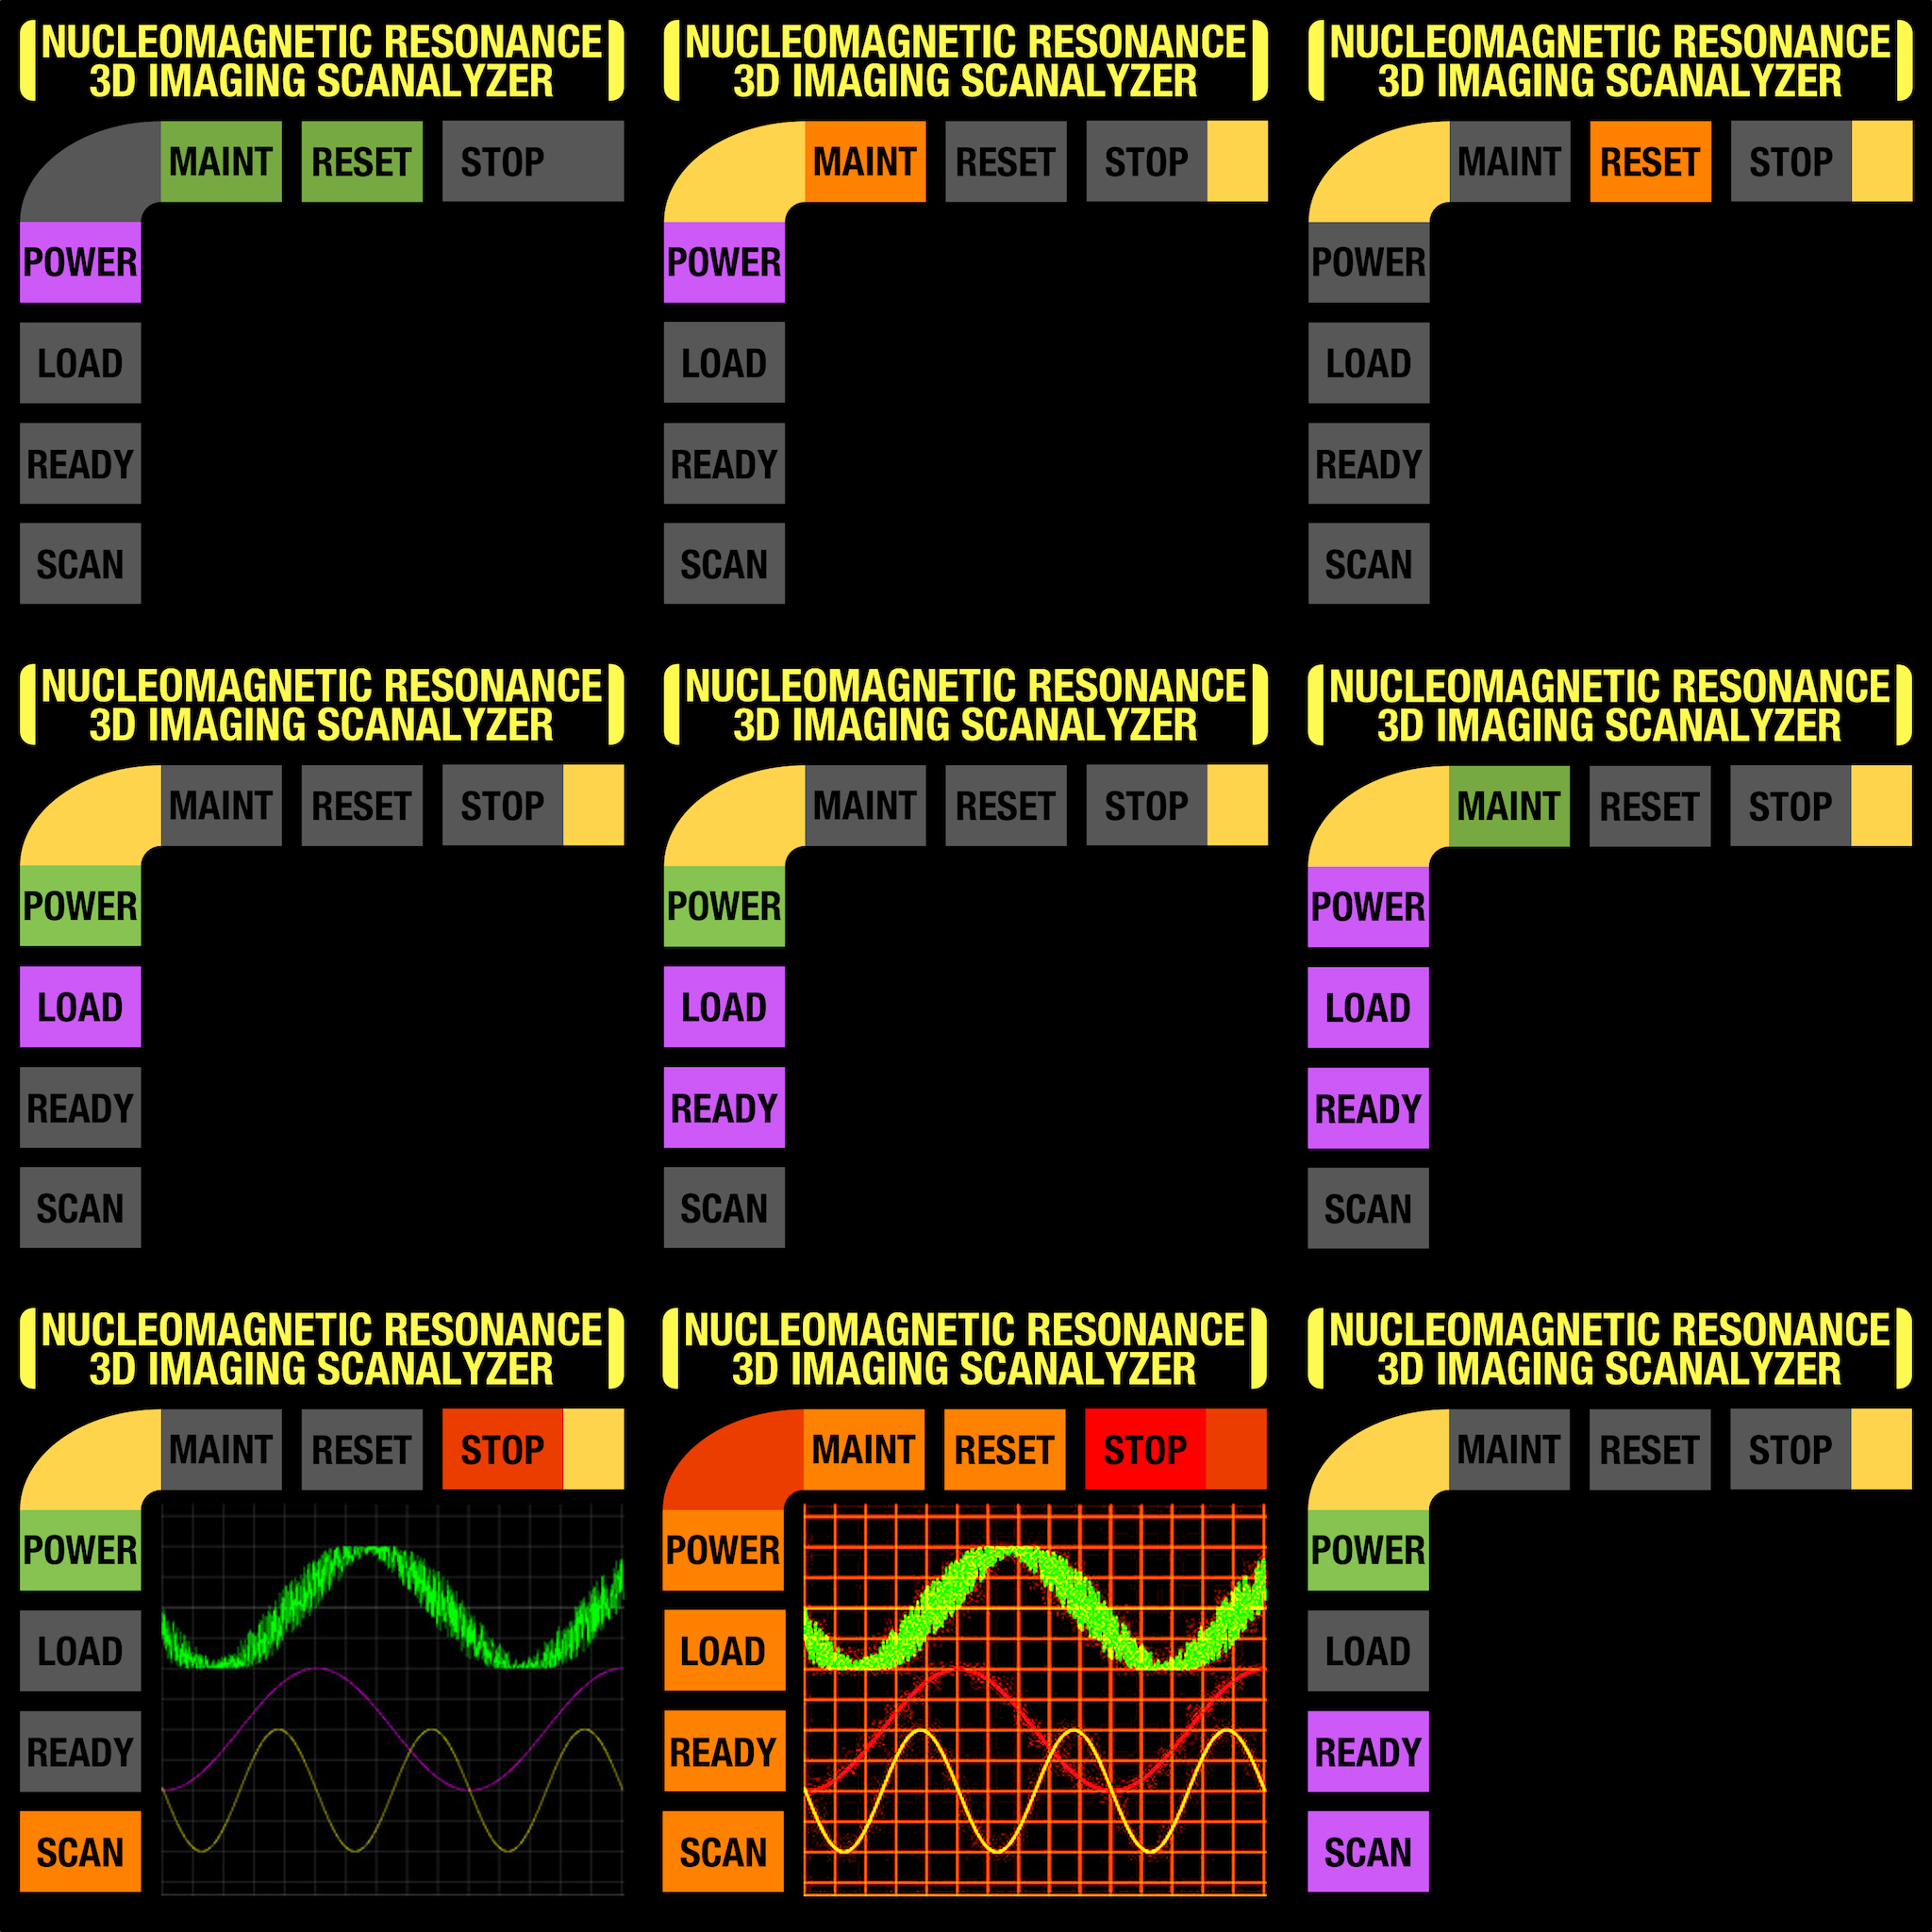 NUCLEOMAGNETIC RESONANCE
3D IMAGING SCANALYZER
MAINT RESET STOP
POWER
LOAD
READY
SCAN
NUCLEOMAGNETIC RESONANCE
3D IMAGING SCANALYZER
MAINT RESET STOP
POWER
LOAD
READY
SCAN
NUCLEOMAGNETIC RESONANCE
3D IMAGING SCANALYZER
MAINT RESET STOP
POWER
LOAD
READY
SCAN
NUCLEOMAGNETIC RESONANCE
3D IMAGING SCANALYZER
MAINT RESET STOP
POWER
LOAD
READY
SCAN
NUCLEOMAGNETIC RESONANCE
3D IMAGING SCANALYZER
MAINT RESET STOP
POWER
LOAD
READY
SCAN
NUCLEOMAGNETIC RESONANCE
3D IMAGING SCANALYZER
MAINT RESET STOP
POWER
LOAD
READY
SCAN
NUCLEOMAGNETIC RESONANCE
3D IMAGING SCANALYZER
MAINT RESET STOP
POWER
LOAD
READY
SCAN
NUCLEOMAGNETIC RESONANCE
3D IMAGING SCANALYZER
MAINT RESET STOP
POWER
LOAD
READY
SCAN
NUCLEOMAGNETIC RESONANCE
3D IMAGING SCANALYZER
MAINT RESET STOP
POWER
LOAD
READY
SCAN